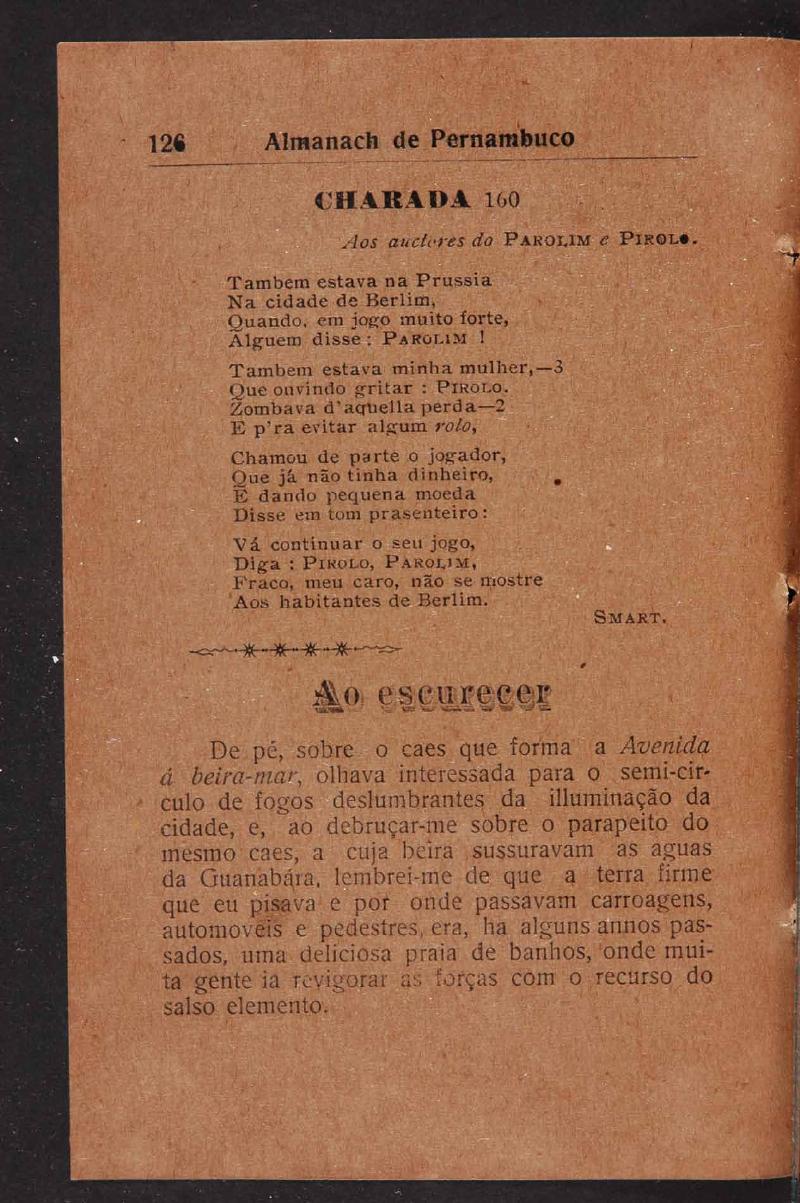 126 Almanach de Pernambuco
CHARADA 160
Aos auctores do PAROLIM e PIROLO.
Tambem estava na Prussia
Na cidade de Berlim,
Quando, em jogo muito forte,
Alguem disse : PAROLIM !
Tambem estava minha mulher,—3
Que ouvindo gritar : PIROLO.
Zombava d'aquella perda—2
E p'ra evitar algum rolo,
Chamou de parte o jogador,
Que já não tinha dinheiro,
E dando pequena moeda
Disse em tom prasenteiro:
Vá continuar o seu jogo,
Diga : PIROLO, PAROLIM,
Fraco, meu caro, não se mostre
Aos habitantes de Berlim.
SMART.
Ao escurecer
De pé, sobre o caes que forma a Avenida
á beira-mar, olhava interessada para o semi-cir-
culo de fogos deslumbrantes da illuminação da
cidade, e, ao debruçar-me sobre o parapeito do
mesmo caes, a cuja beira sussuravam as aguas
da Guanabára, lembrei-me de que a terra firme
que eu pisava e por onde passavam carroagens,
automoveis e pedestres, era, ha alguns annos pas-
sados, uma deliciosa praia de banhos, onde mui-
ta gente ia revigorar as forças com o recurso do
salso elemento.